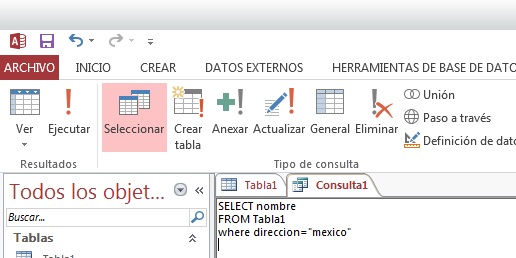 ARCHIVO INICIO CREAR DATOS EXTERNOS HERRAMIENTAS DE BASE DE DATO
Ver Ejecutar Seleccionar Crear tabla Anexar Actualizar General Eliminar
Unión
Paso a través
Definición de dato
Resultados Tipo de consulta
Todos los objet...
Buscar...
Tablas
Tabla1
Tabla1 Consulta1
SELECT nombre
FROM Tabla1
where direccion="mexico"